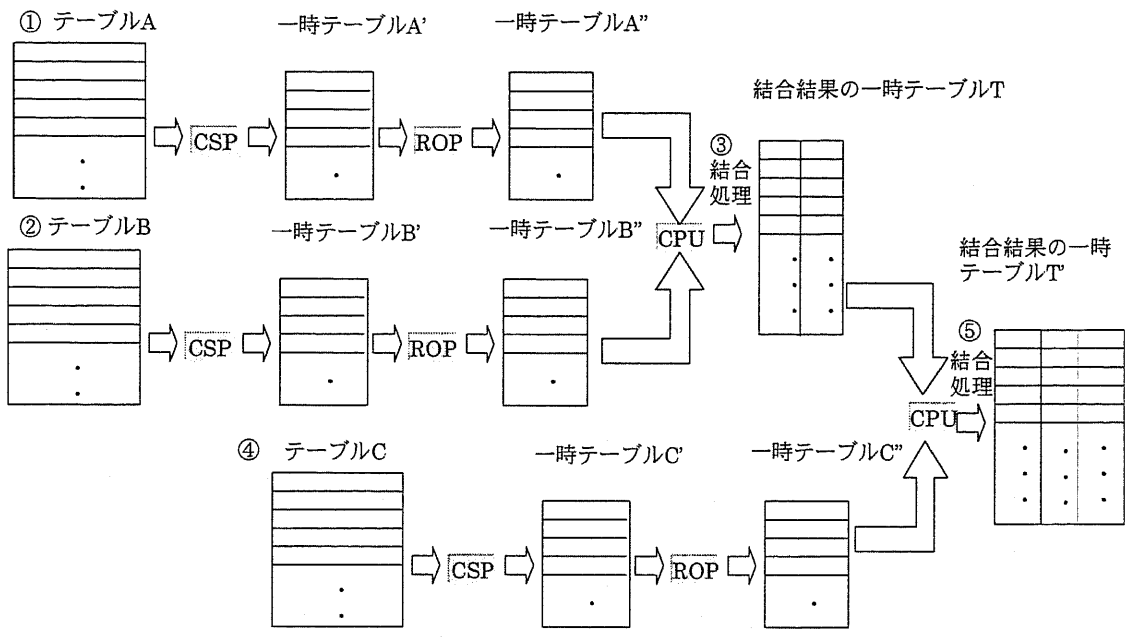 ① テーブルA
一時テーブルA'
一時テーブルA”
CSP
ROP
結合結果の一時テーブルT
③
結合
処理
② テーブルB
一時テーブルB'
一時テーブルB”
CSP
ROP
CPU
結合結果の一時
テーブルT'
⑤
結合
処理
CPU
④ テーブルC
一時テーブルC'
一時テーブルC”
CSP
ROP